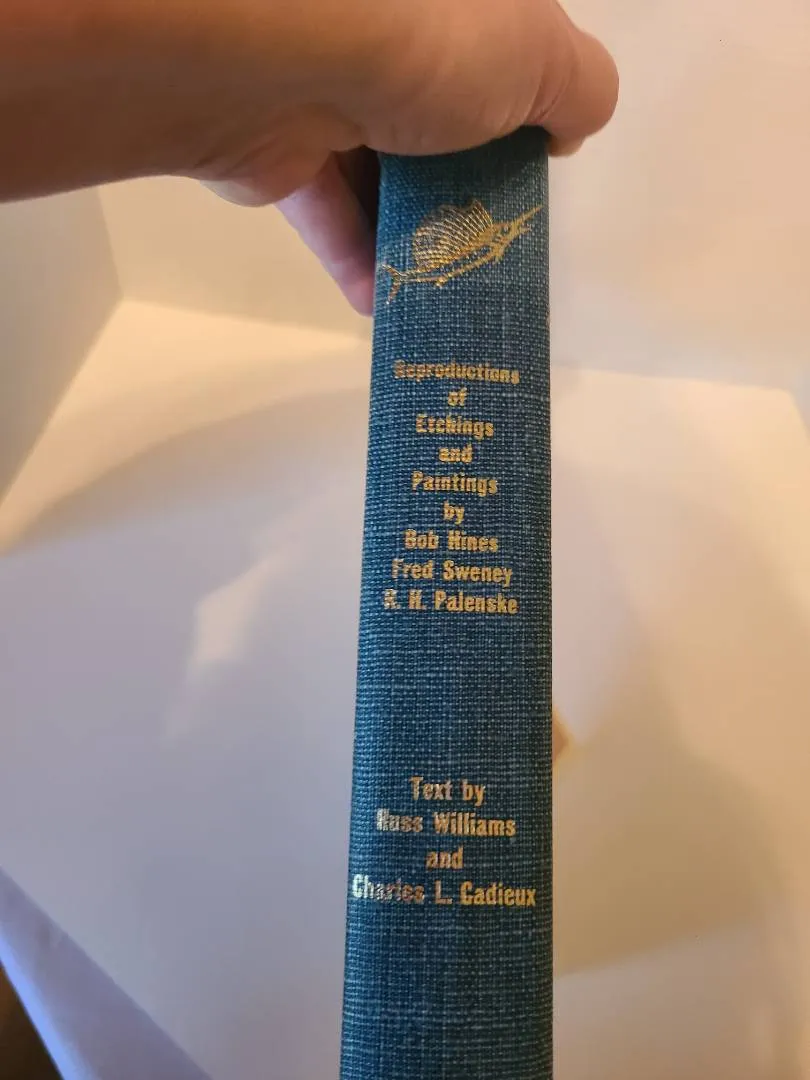 Reproductions
of
Etchings
and
Paintings
by
Bob Hines
Fred Sweney
R. H. Palenske
Text by
Russ Williams
and
Charles L. Cadieux